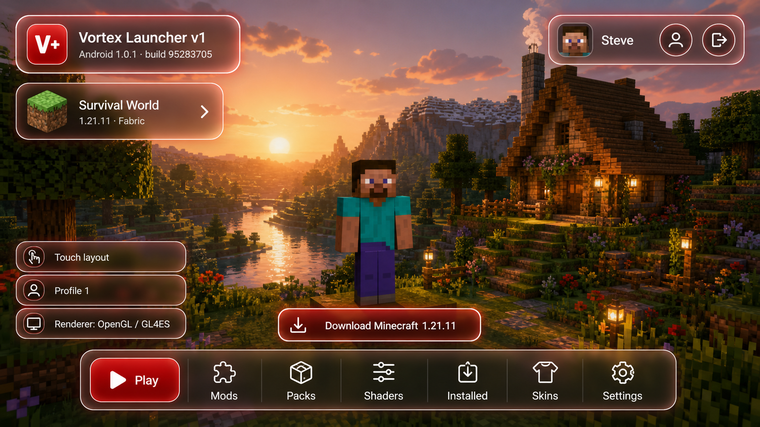 V+
Vortex Launcher v1
Android 1.0.1 · build 95283705
Steve
Survival World
1.21.11 · Fabric
Touch layout
Profile 1
Renderer: OpenGL / GL4ES
Download Minecraft 1.21.11
Play
Mods
Packs
Shaders
Installed
Skins
Settings